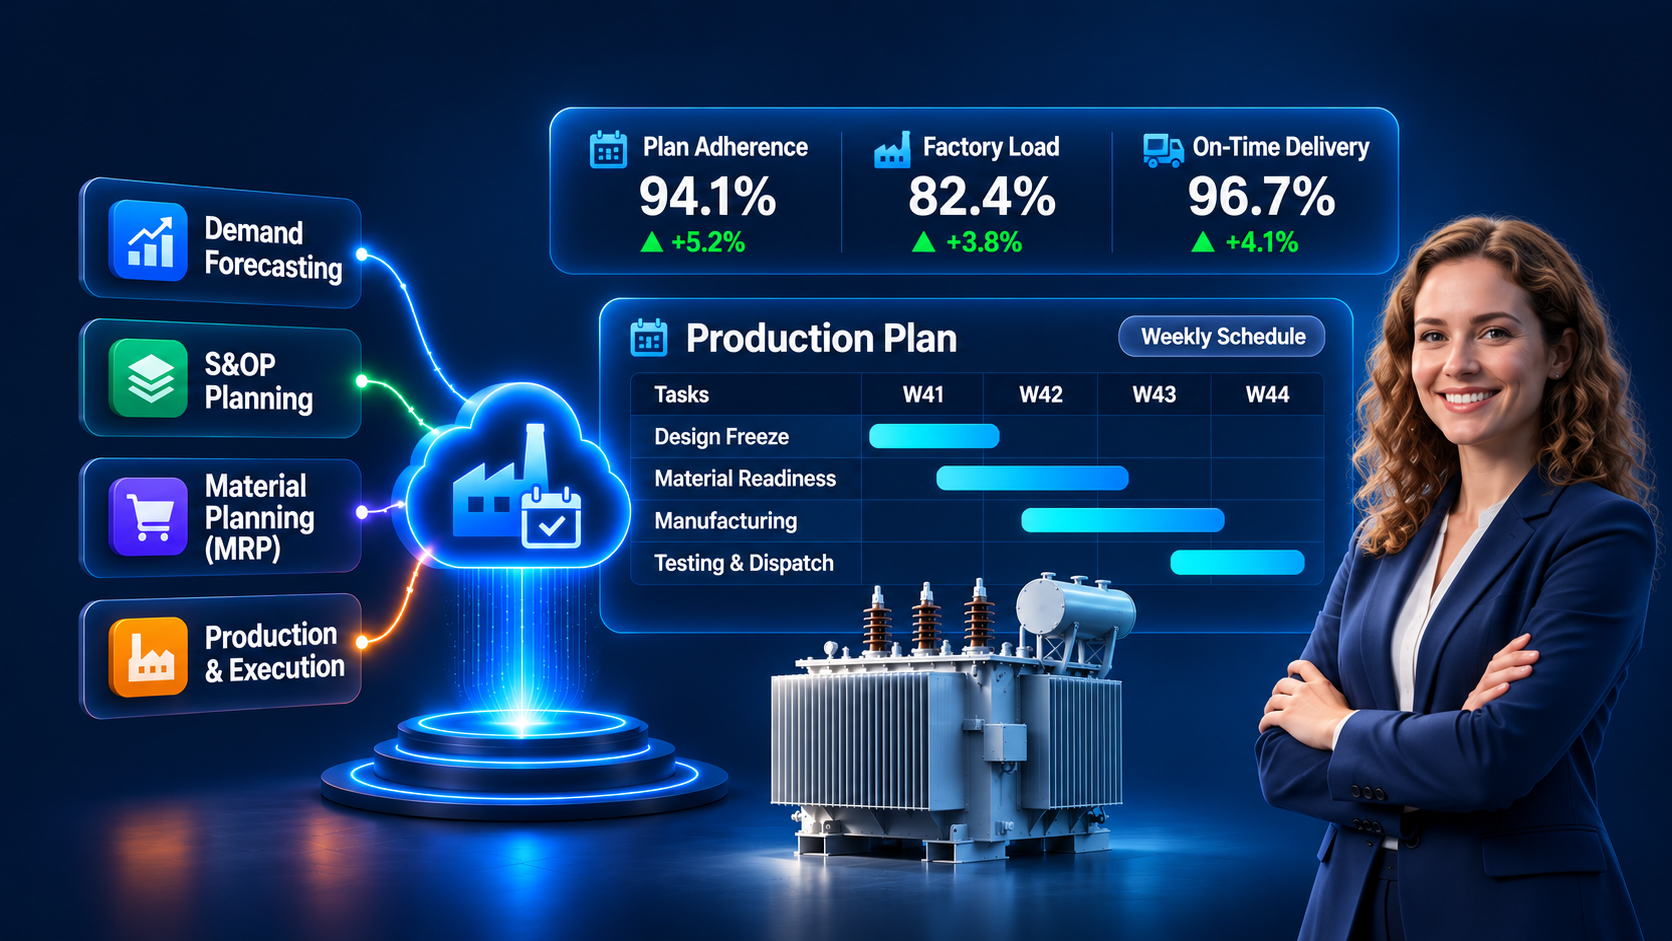 Demand
Forecasting
S&OP
Planning
Material
Planning
(MRP)
Production
& Execution
Plan Adherence
94.1%
▲ +5.2%
Factory Load
82.4%
▲ +3.8%
On-Time Delivery
96.7%
▲ +4.1%
Production Plan
Weekly Schedule
Tasks W41 W42 W43 W44
Design Freeze
Material Readiness
Manufacturing
Testing & Dispatch